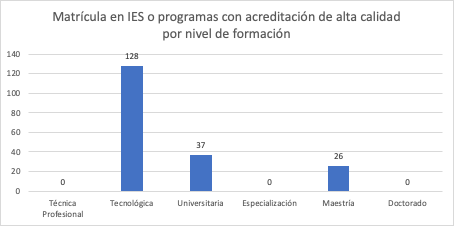 Matrícula en IES o programas con acreditación de alta calidad
por nivel de formación
140
120
100
80
60
40
20
0
0
128
37
0
26
0
Técnica
Profesional
Tecnológica
Universitaria
Especialización
Maestría
Doctorado